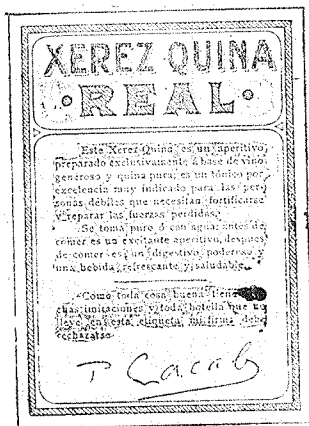 XEREZ QUINA
REAL
Este Xerez Quina es un aperitivo
preparado exclusivamente á base de vino
generoso y quina pura; es un tónico por
excelencia muy indicado para las per-
sonas débiles que necesitan fortificarse
y reparar las fuerzas perdidas.
Se toma puro ó con agua; antes de
comer es un excitante aperitivo, después
de comer es un digestivo poderoso y
una bebida refrescante y saludable.
Como toda cosa buena tiene
imitaciones y toda botella que no
lleve en esta etiqueta mi firma debe
rechazarse